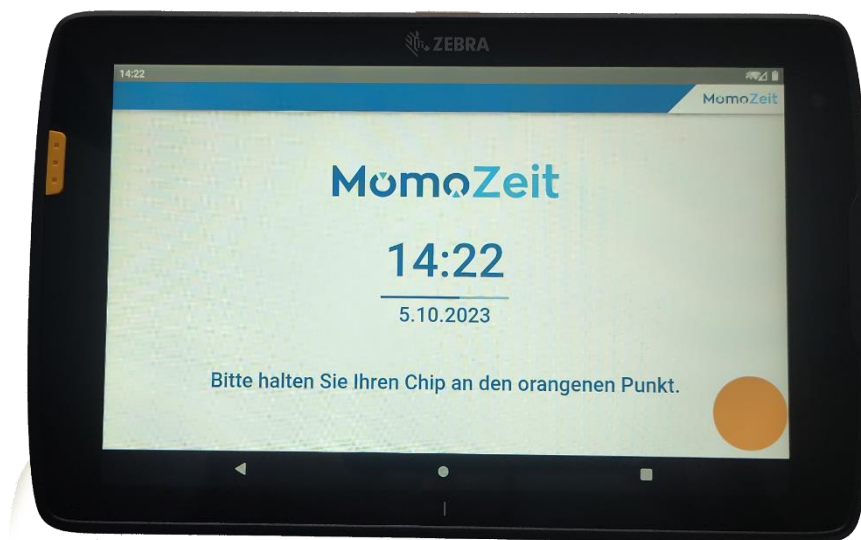 ZEBRA
14:22
MomoZeit
MomoZeit
14:22
5.10.2023
Bitte halten Sie Ihren Chip an den orangenen Punkt.